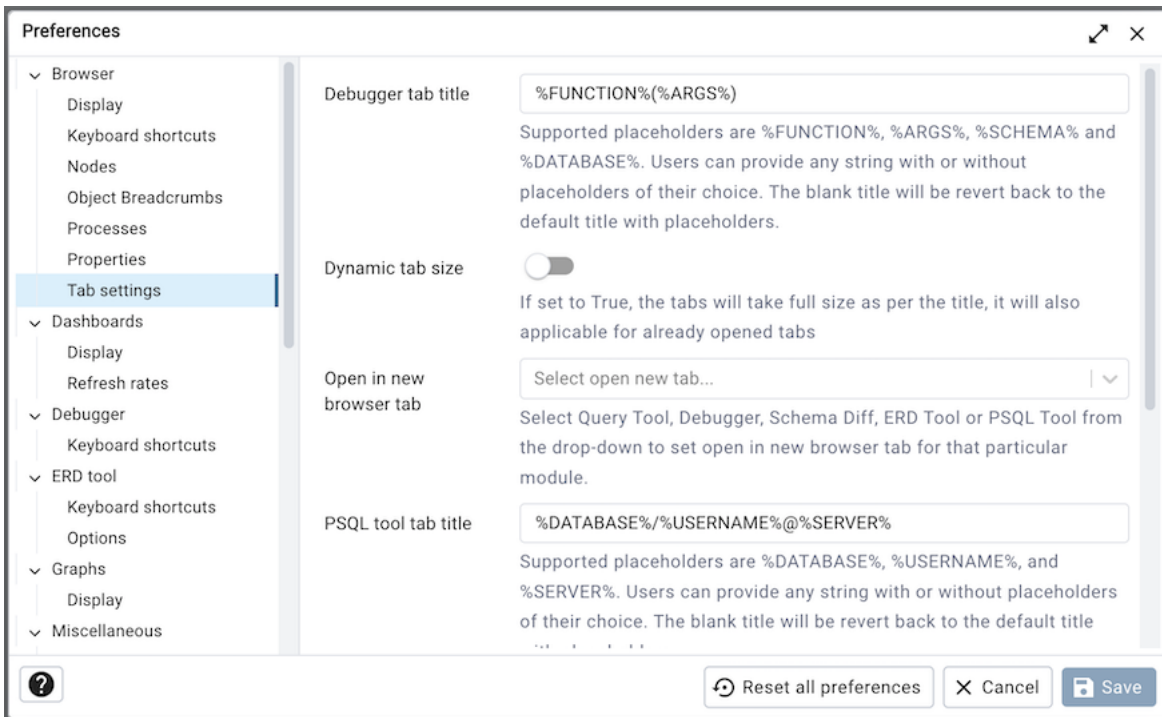 Preferences
Browser
Display
Keyboard shortcuts
Nodes
Object Breadcrumbs
Processes
Properties
Tab settings
Dashboards
Display
Refresh rates
Debugger
Keyboard shortcuts
ERD tool
Keyboard shortcuts
Options
Graphs
Display
Miscellaneous
Debugger tab title
%FUNCTION%(%ARGS%)
Supported placeholders are %FUNCTION%, %ARGS%, %SCHEMA% and
%DATABASE%. Users can provide any string with or without
placeholders of their choice. The blank title will be revert back to the
default title with placeholders.
Dynamic tab size
If set to True, the tabs will take full size as per the title, it will also
applicable for already opened tabs
Open in new
browser tab
Select open new tab...
Select Query Tool, Debugger, Schema Diff, ERD Tool or PSQL Tool from
the drop-down to set open in new browser tab for that particular
module.
PSQL tool tab title
%DATABASE%/%USERNAME%@%SERVER%
Supported placeholders are %DATABASE%, %USERNAME%, and
%SERVER%. Users can provide any string with or without placeholders
of their choice. The blank title will be revert back to the default title
?
Reset all preferences
Cancel
Save